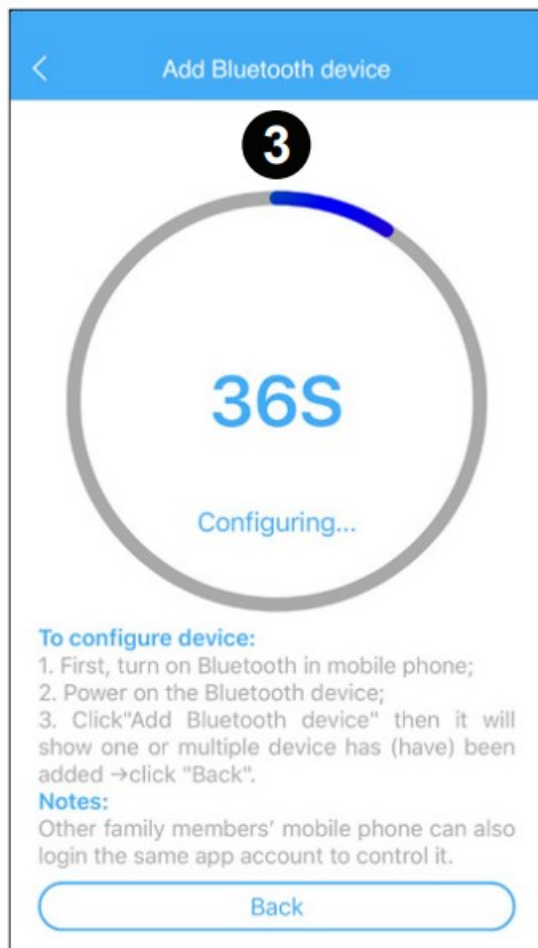 Add Bluetooth device
3
36S
Configuring...
To configure device:
1. First, turn on Bluetooth in mobile phone;
2. Power on the Bluetooth device;
3. Click"Add Bluetooth device" then it will
show one or multiple device has (have) been
added →click "Back".
Notes:
Other family members' mobile phone can also
login the same app account to control it.
Back